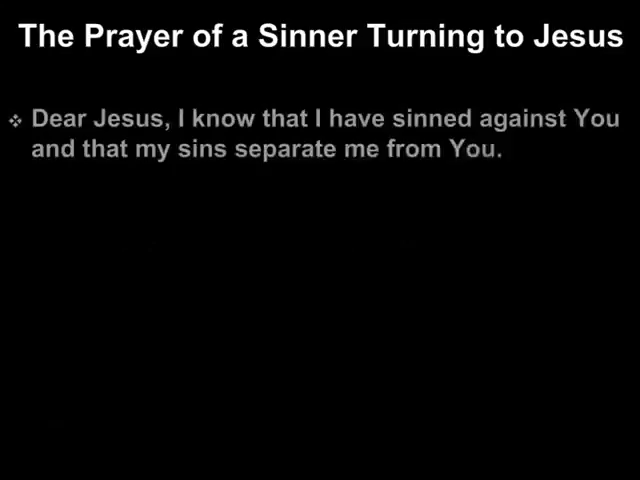 The Prayer of a Sinner Turning to Jesus
❖ Dear Jesus, I know that I have sinned against You
and that my sins separate me from You.